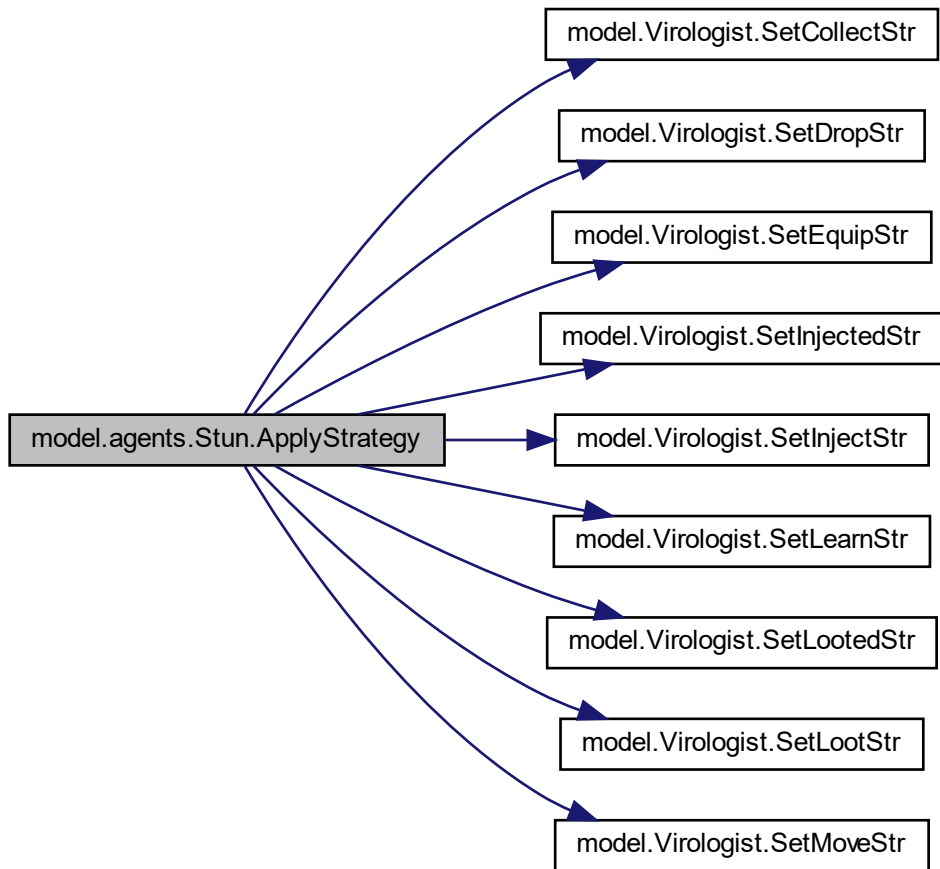 model.Virologist.SetCollectStr
model.Virologist.SetDropStr
model.Virologist.SetEquipStr
model.Virologist.SetInjectedStr
model.agents.Stun.ApplyStrategy
model.Virologist.SetInjectStr
model.Virologist.SetLearnStr
model.Virologist.SetLootedStr
model.Virologist.SetLootStr
model.Virologist.SetMoveStr